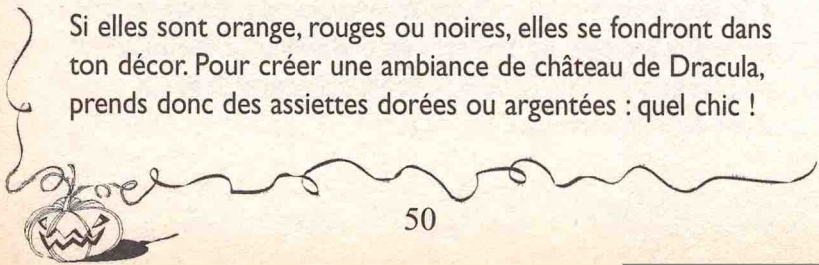 Si elles sont orange, rouges ou noires, elles se fondront dans
ton décor. Pour créer une ambiance de château de Dracula,
prends donc des assiettes dorées ou argentées : quel chic !
50